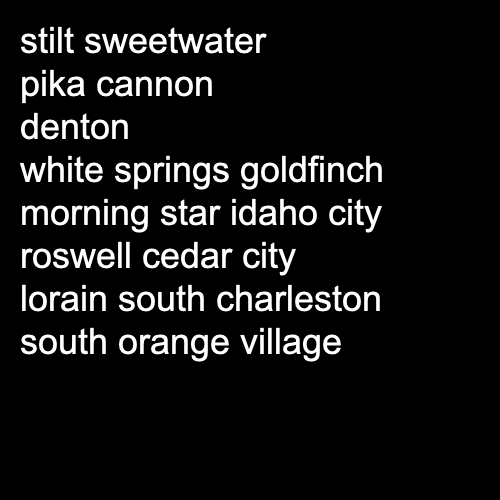 stilt sweetwater
pika cannon
denton
white springs goldfinch
morning star idaho city
roswell cedar city
lorain south charleston
south orange village